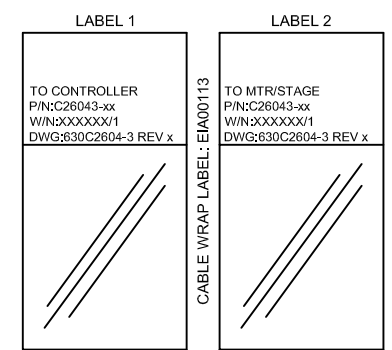 LABEL 1
TO CONTROLLER
P/N:C26043-xx
W/N:XXXXXX/1
DWG:630C2604-3 REV x
CABLE WRAP LABEL: EIA00113
LABEL 2
TO MTR/STAGE
P/N:C26043-xx
W/N:XXXXXX/1
DWG:630C2604-3 REV x